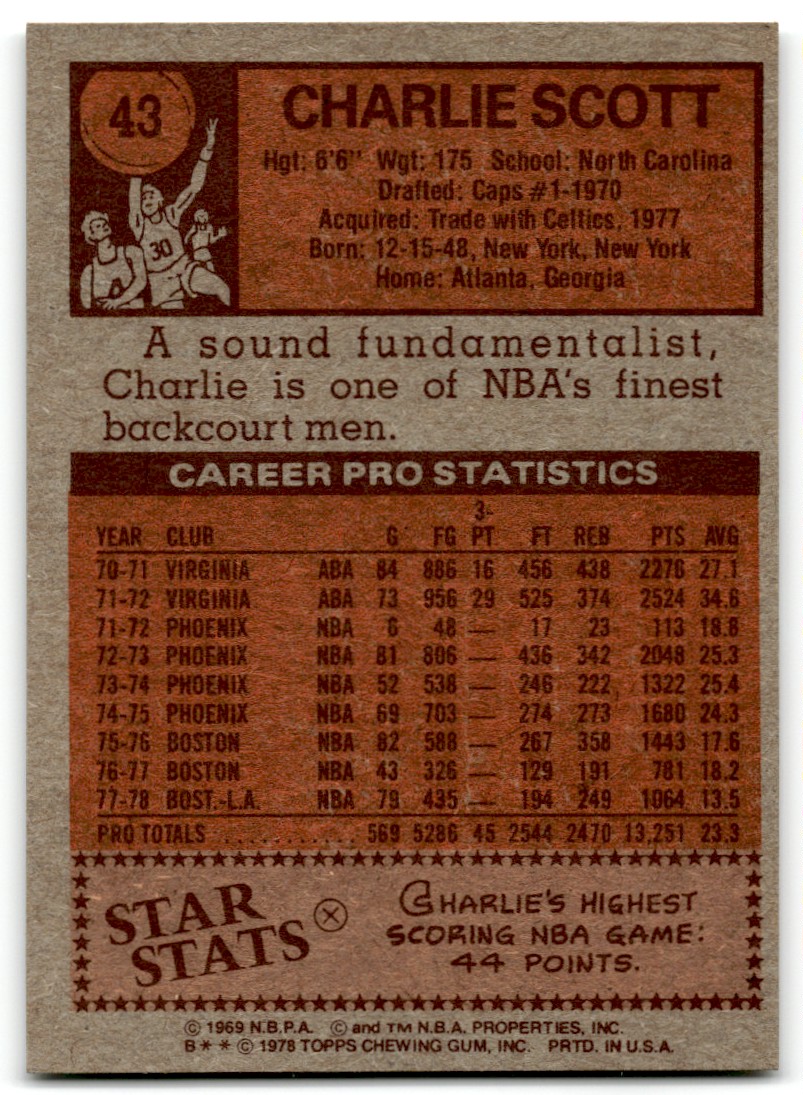 43
CHARLIE SCOTT
Hgt: 6'6" Wgt: 175 School: North Carolina
Drafted: Caps #1-1970
Acquired: Trade with Celtics, 1977
Born: 12-15-48, New York, New York
Home: Atlanta, Georgia
30
A sound fundamentalist,
Charlie is one of NBA's finest
backcourt men.
CAREER PRO STATISTICS
YEAR CLUB G FG 3-PT FT REB PTS AVG
70-71 VIRGINIA ABA 84 886 16 456 438 2276 27.1
71-72 VIRGINIA ABA 73 956 29 525 374 2524 34.6
71-72 PHOENIX NBA 6 48 — 17 23 113 18.8
72-73 PHOENIX NBA 81 806 — 436 342 2048 25.3
73-74 PHOENIX NBA 52 538 — 246 222 1322 25.4
74-75 PHOENIX NBA 69 703 — 274 273 1680 24.3
75-76 BOSTON NBA 82 588 — 267 358 1443 17.6
76-77 BOSTON NBA 43 326 — 129 191 781 18.2
77-78 BOST.-L.A. NBA 79 435 — 194 249 1064 13.5
PRO TOTALS . . . . . . . . . . . . 569 5286 45 2544 2470 13,251 23.3
STAR
STATS
CHARLIE'S HIGHEST
SCORING NBA GAME:
44 POINTS.
© 1969 N.B.P.A. © and TM N.B.A. PROPERTIES, INC.
B * * © 1978 TOPPS CHEWING GUM, INC. PRTD. IN U.S.A.